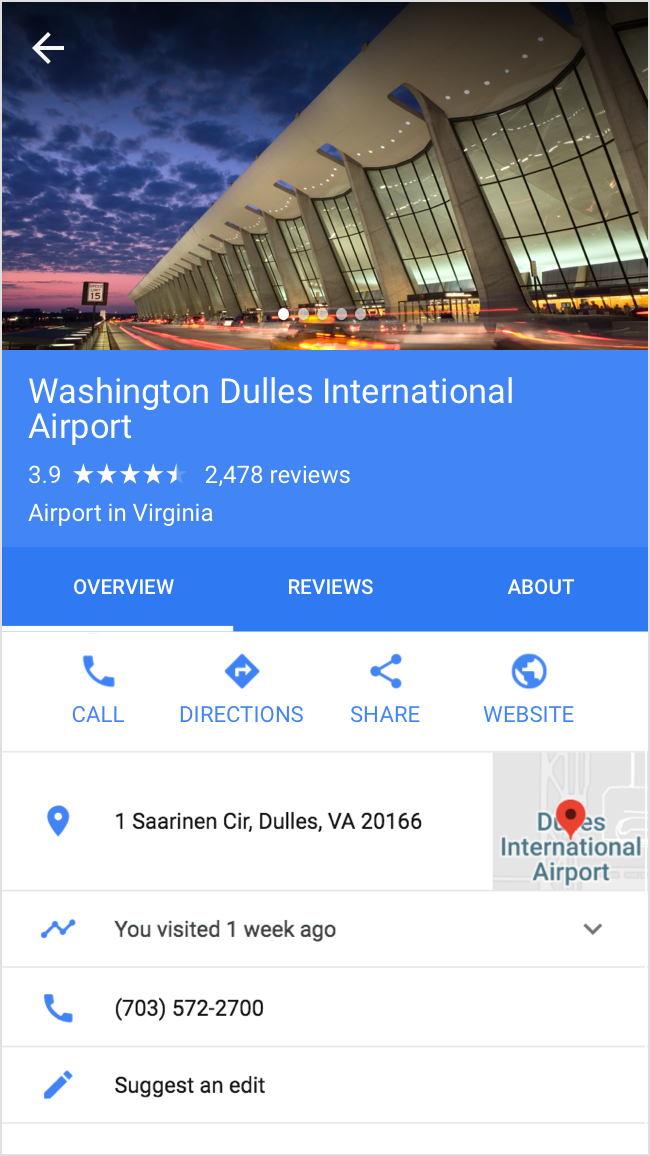 SPEED
LIMIT
15
Washington Dulles International
Airport
3.9 2,478 reviews
Airport in Virginia
OVERVIEW REVIEWS ABOUT
CALL DIRECTIONS SHARE WEBSITE
1 Saarinen Cir, Dulles, VA 20166
Dulles
International
Airport
You visited 1 week ago
(703) 572-2700
Suggest an edit